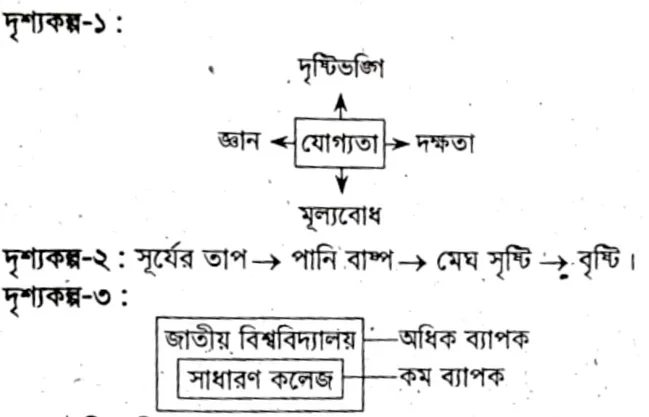 দৃশ্যকল্প-১ :
দৃষ্টিভঙ্গি
জ্ঞান যোগ্যতা দক্ষতা
মূল্যবোধ
দৃশ্যকল্প-২ : সূর্যের তাপ → পানি বাষ্প → মেঘ সৃষ্টি → বৃষ্টি ।
দৃশ্যকল্প-৩ :
জাতীয় বিশ্ববিদ্যালয় অধিক ব্যাপক
সাধারণ কলেজ কম ব্যাপক